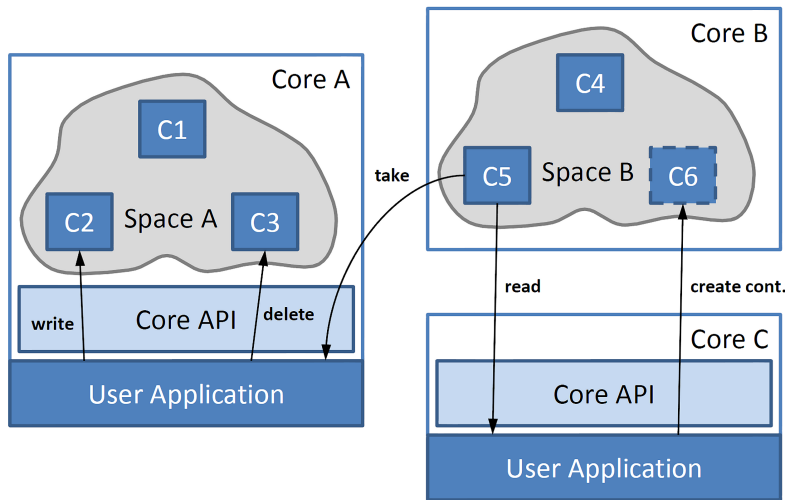 Core A
C1
C2
Space A
C3
write
Core API
delete
User Application
take
Core B
C4
C5
Space B
C6
read
create cont.
Core C
Core API
User Application